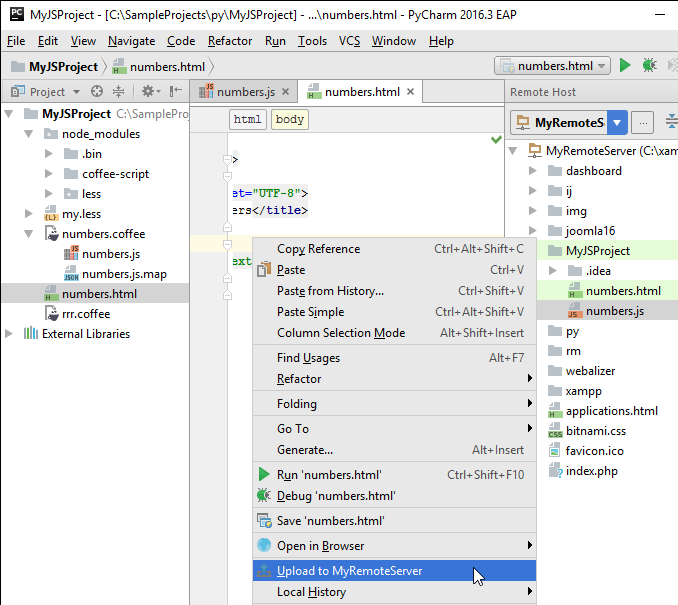 MyJSProject - [C:\SampleProjects\py\MyJSProject] - ...\numbers.html - PyCharm 2016.3 EAP
File Edit View Navigate Code Refactor Run Tools VCS Window Help
MyJSProject numbers.html numbers.html
Project
numbers.js numbers.html
Remote Host
html body
MyRemoteS ...
MyJSProject C:\SampleProje
node_modules
.bin
coffee-script
less
my.less
numbers.coffee
numbers.js
numbers.js.map
numbers.html
rrr.coffee
External Libraries
>
et="UTF-8">
ers</title>
ext
Copy Reference Ctrl+Alt+Shift+C
Paste Ctrl+V
Paste from History... Ctrl+Shift+V
Paste Simple Ctrl+Alt+Shift+V
Column Selection Mode Alt+Shift+Insert
Find Usages Alt+F7
Refactor
Folding
Go To
Generate... Alt+Insert
Run 'numbers.html' Ctrl+Shift+F10
Debug 'numbers.html'
Save 'numbers.html'
Open in Browser
Upload to MyRemoteServer
Local History
MyRemoteServer (C:\xam
dashboard
ij
img
joomla16
MyJSProject
.idea
numbers.html
numbers.js
py
rm
webalizer
xampp
applications.html
bitnami.css
favicon.ico
index.php